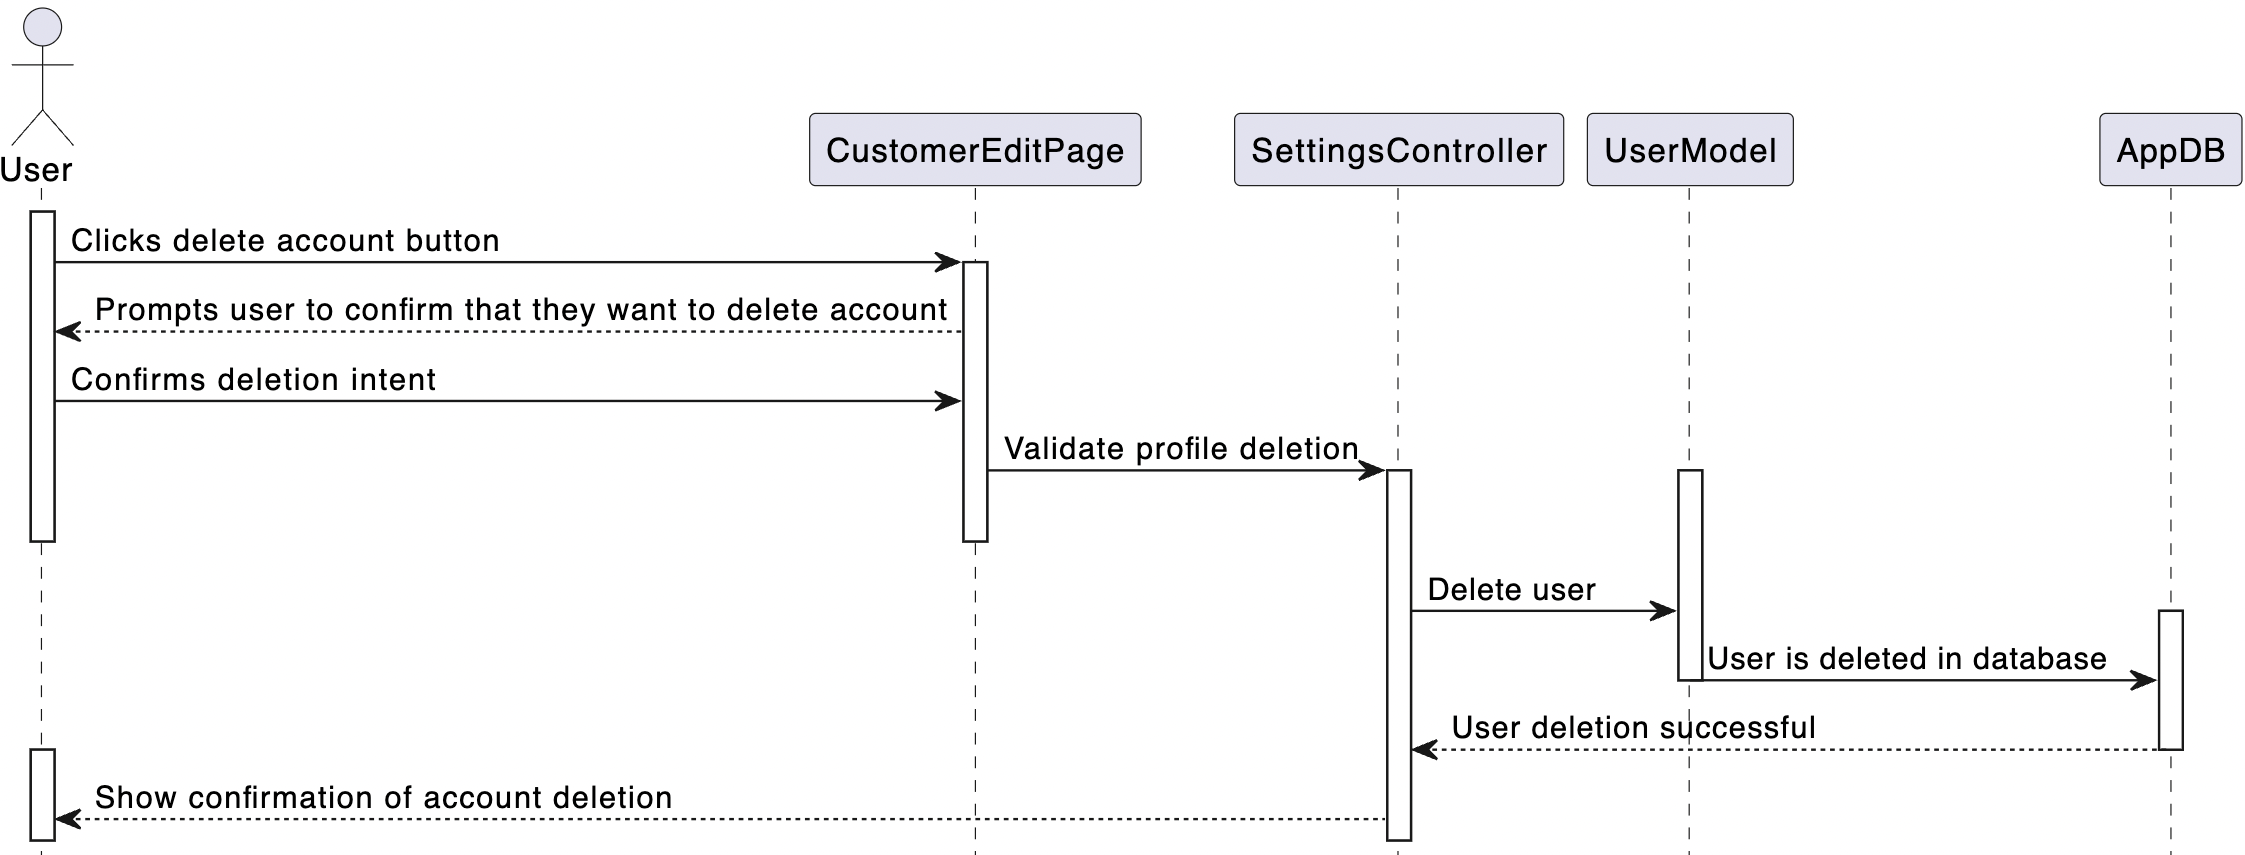 CustomerEditPage
SettingsController
UserModel
AppDB
User
Clicks delete account button
Prompts user to confirm that they want to delete account
Confirms deletion intent
Validate profile deletion
Delete user
User is deleted in database
User deletion successful
Show confirmation of account deletion